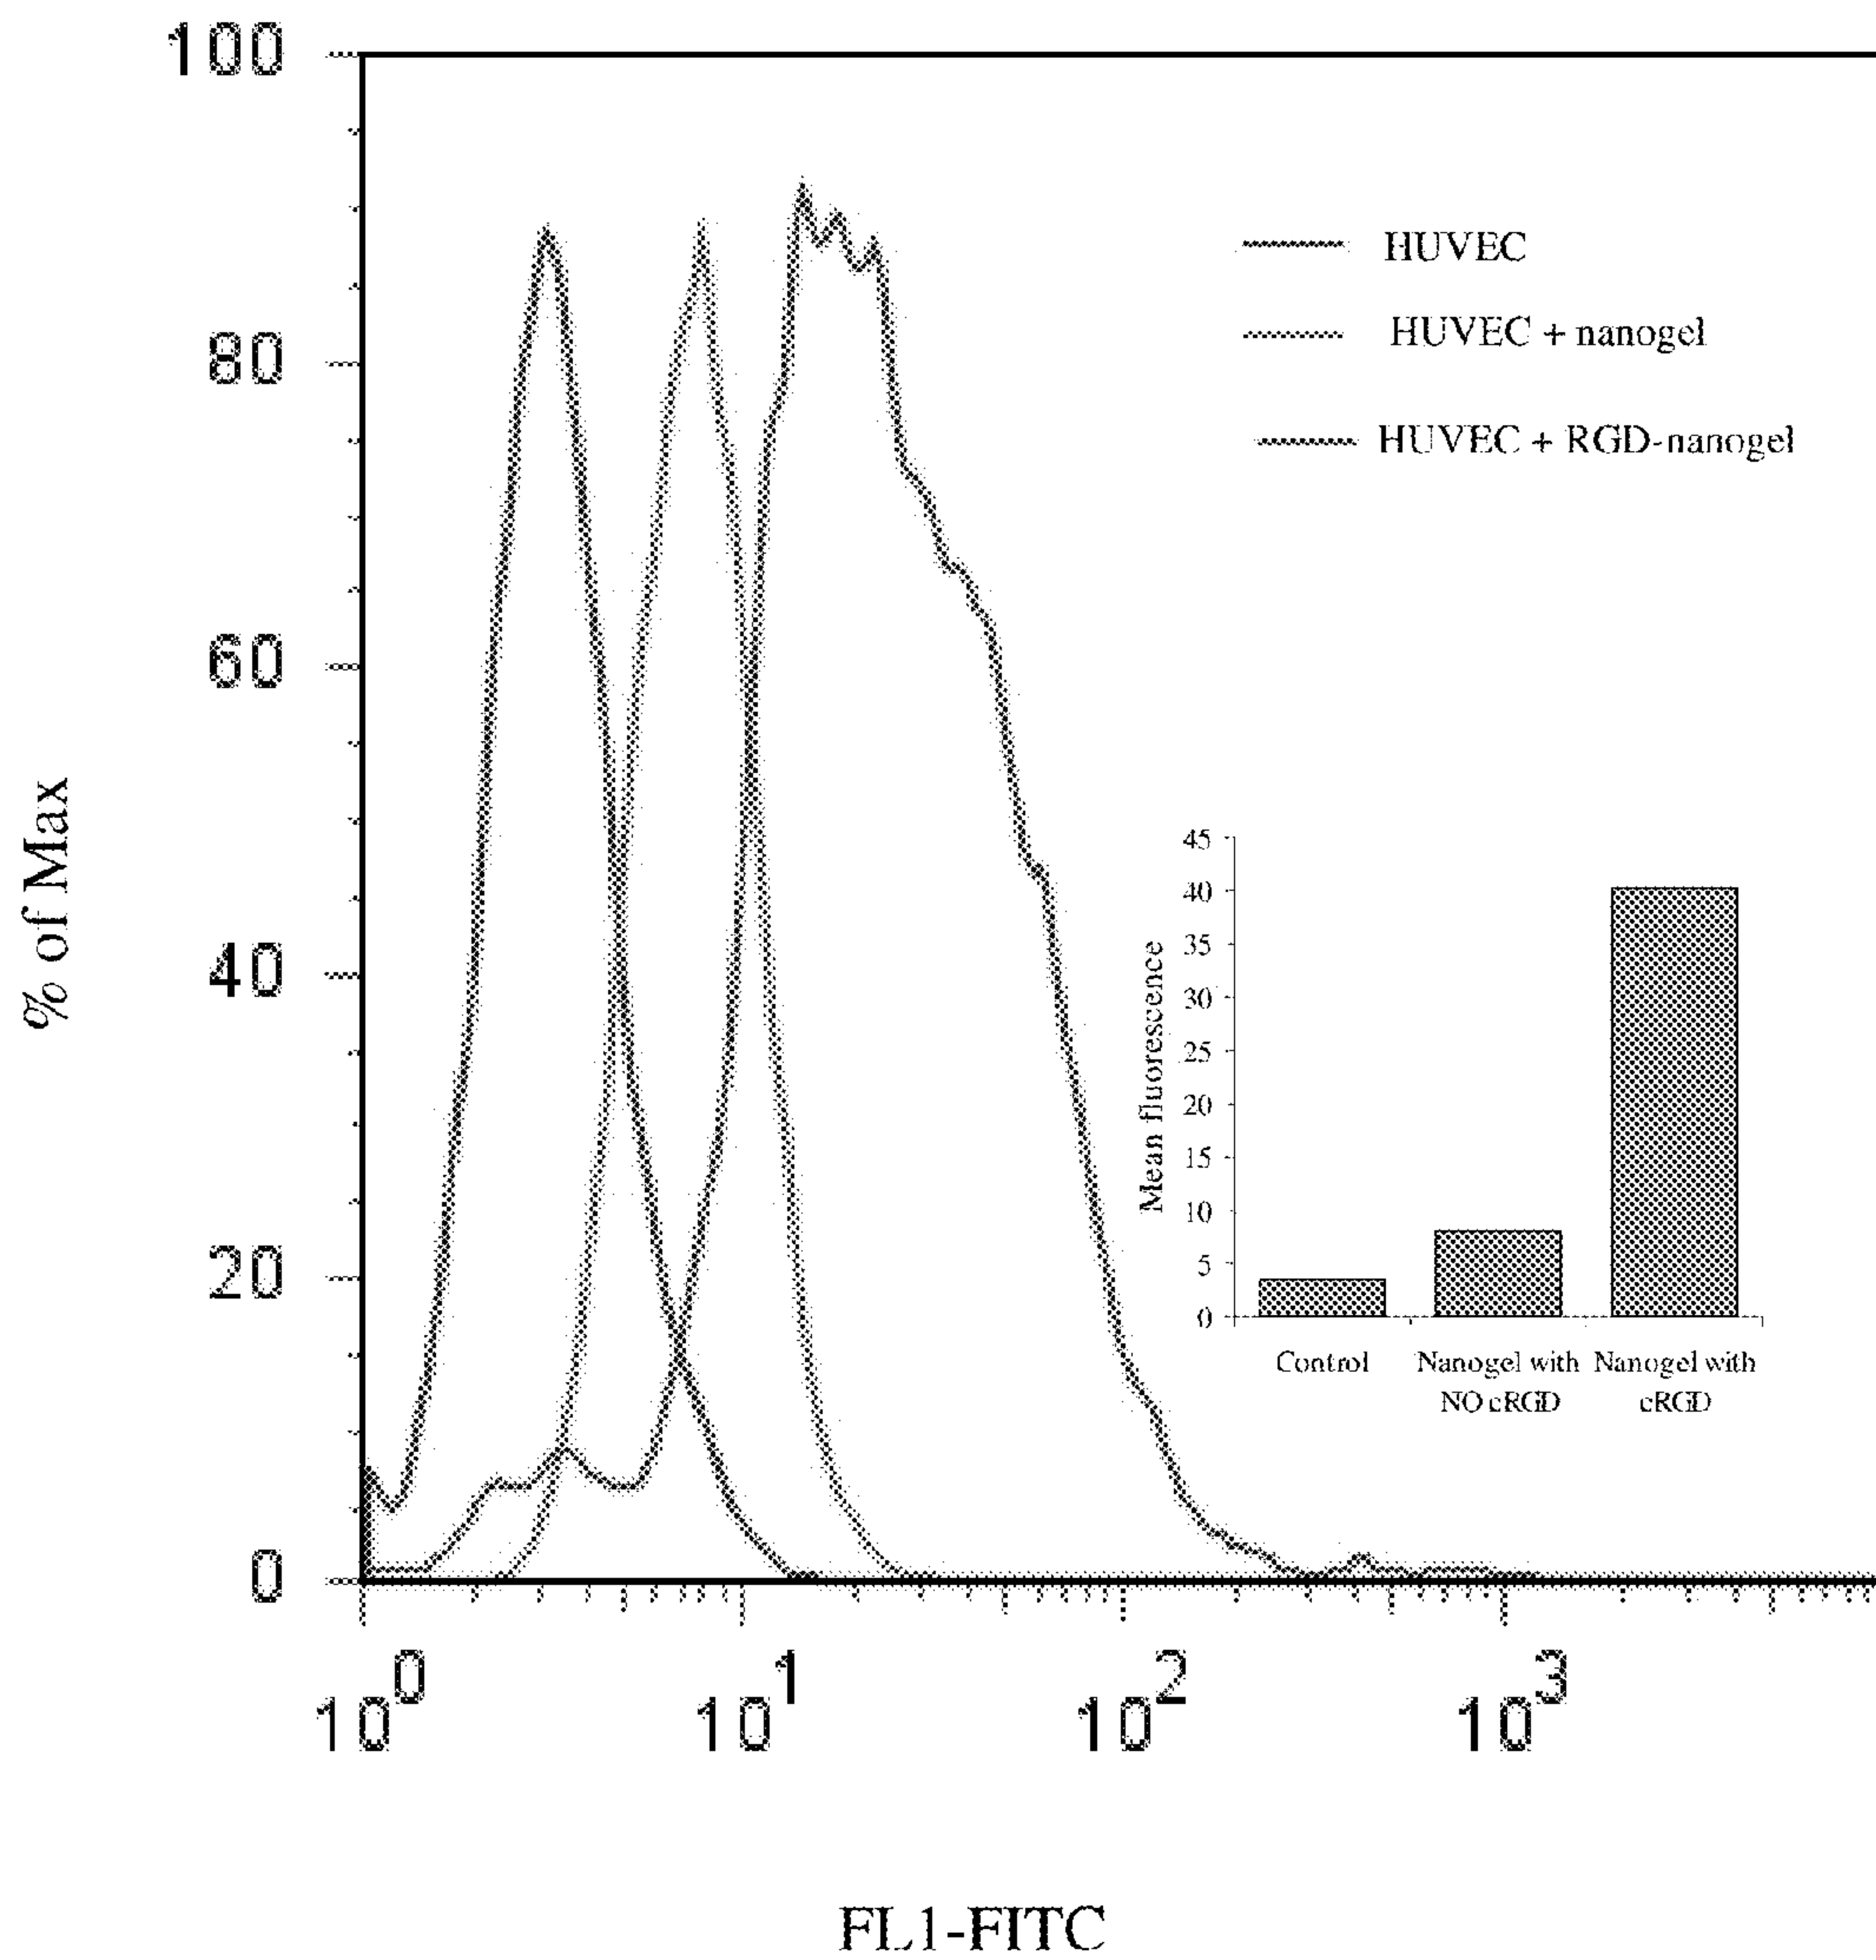 100
80
60
40
20
0
% of Max
HUVEC
HUVEC + nanogel
HUVEC + RGD-nanogel
45
40
35
30
25
20
15
10
5
0
Mean fluorescence
Control
Nanogel with
NO cRGD
Nanogel with
cRGD
10^0
10^1
10^2
10^3
FL1-FITC